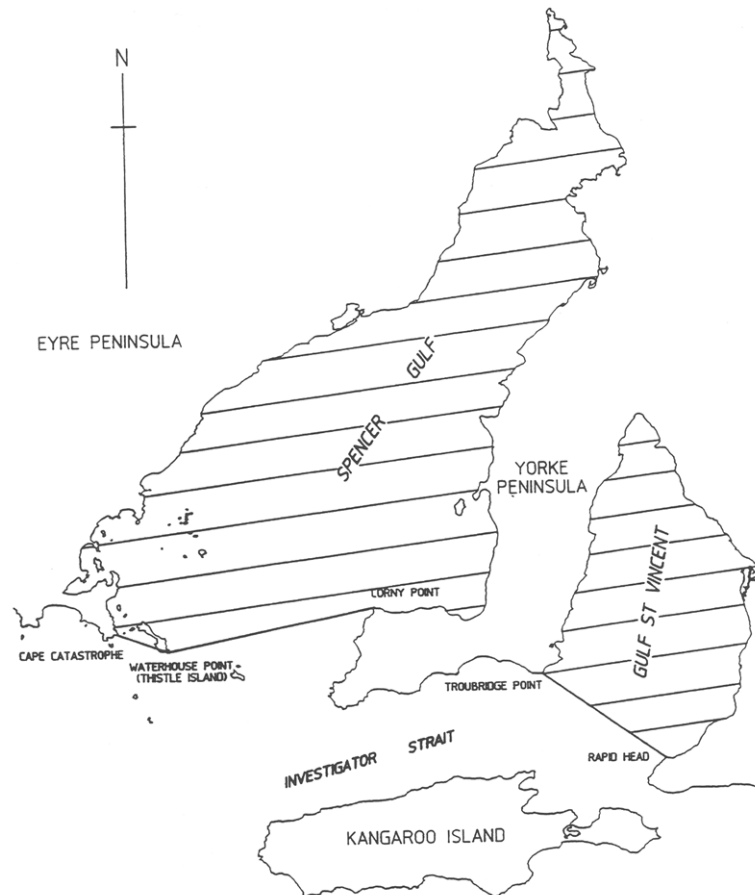 N
EYRE PENINSULA
SPENCER GULF
YORKE
PENINSULA
GULF ST VINCENT
CORNY POINT
CAPE CATASTROPHE
WATERHOUSE POINT
(THISTLE ISLAND)
TROUBRIDGE POINT
RAPID HEAD
INVESTIGATOR STRAIT
KANGAROO ISLAND